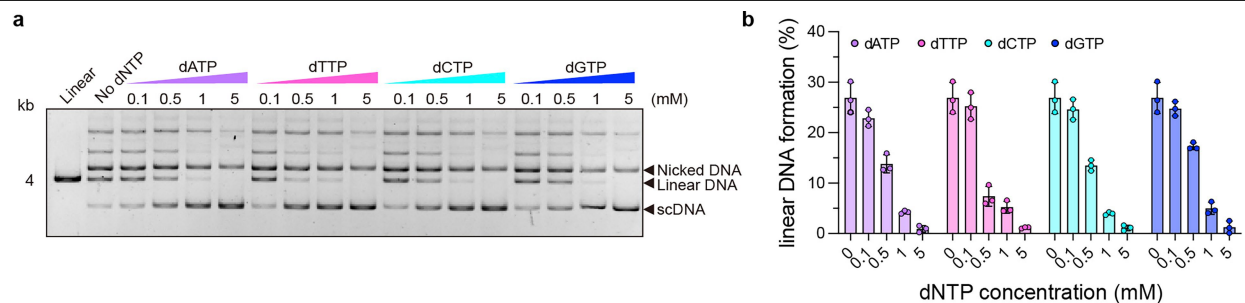 a
Linear
No dNTP
dATP
dTTP
dCTP
dGTP
kb
0.1 0.5 1 5 0.1 0.5 1 5 0.1 0.5 1 5 0.1 0.5 1 5 (mM)
4
Nicked DNA
Linear DNA
scDNA
b
linear DNA formation (%)
40
30
20
10
0
dATP dTTP dCTP dGTP
0 0.1 0.5 1 5 0 0.1 0.5 1 5 0 0.1 0.5 1 5 0 0.1 0.5 1 5
dNTP concentration (mM)